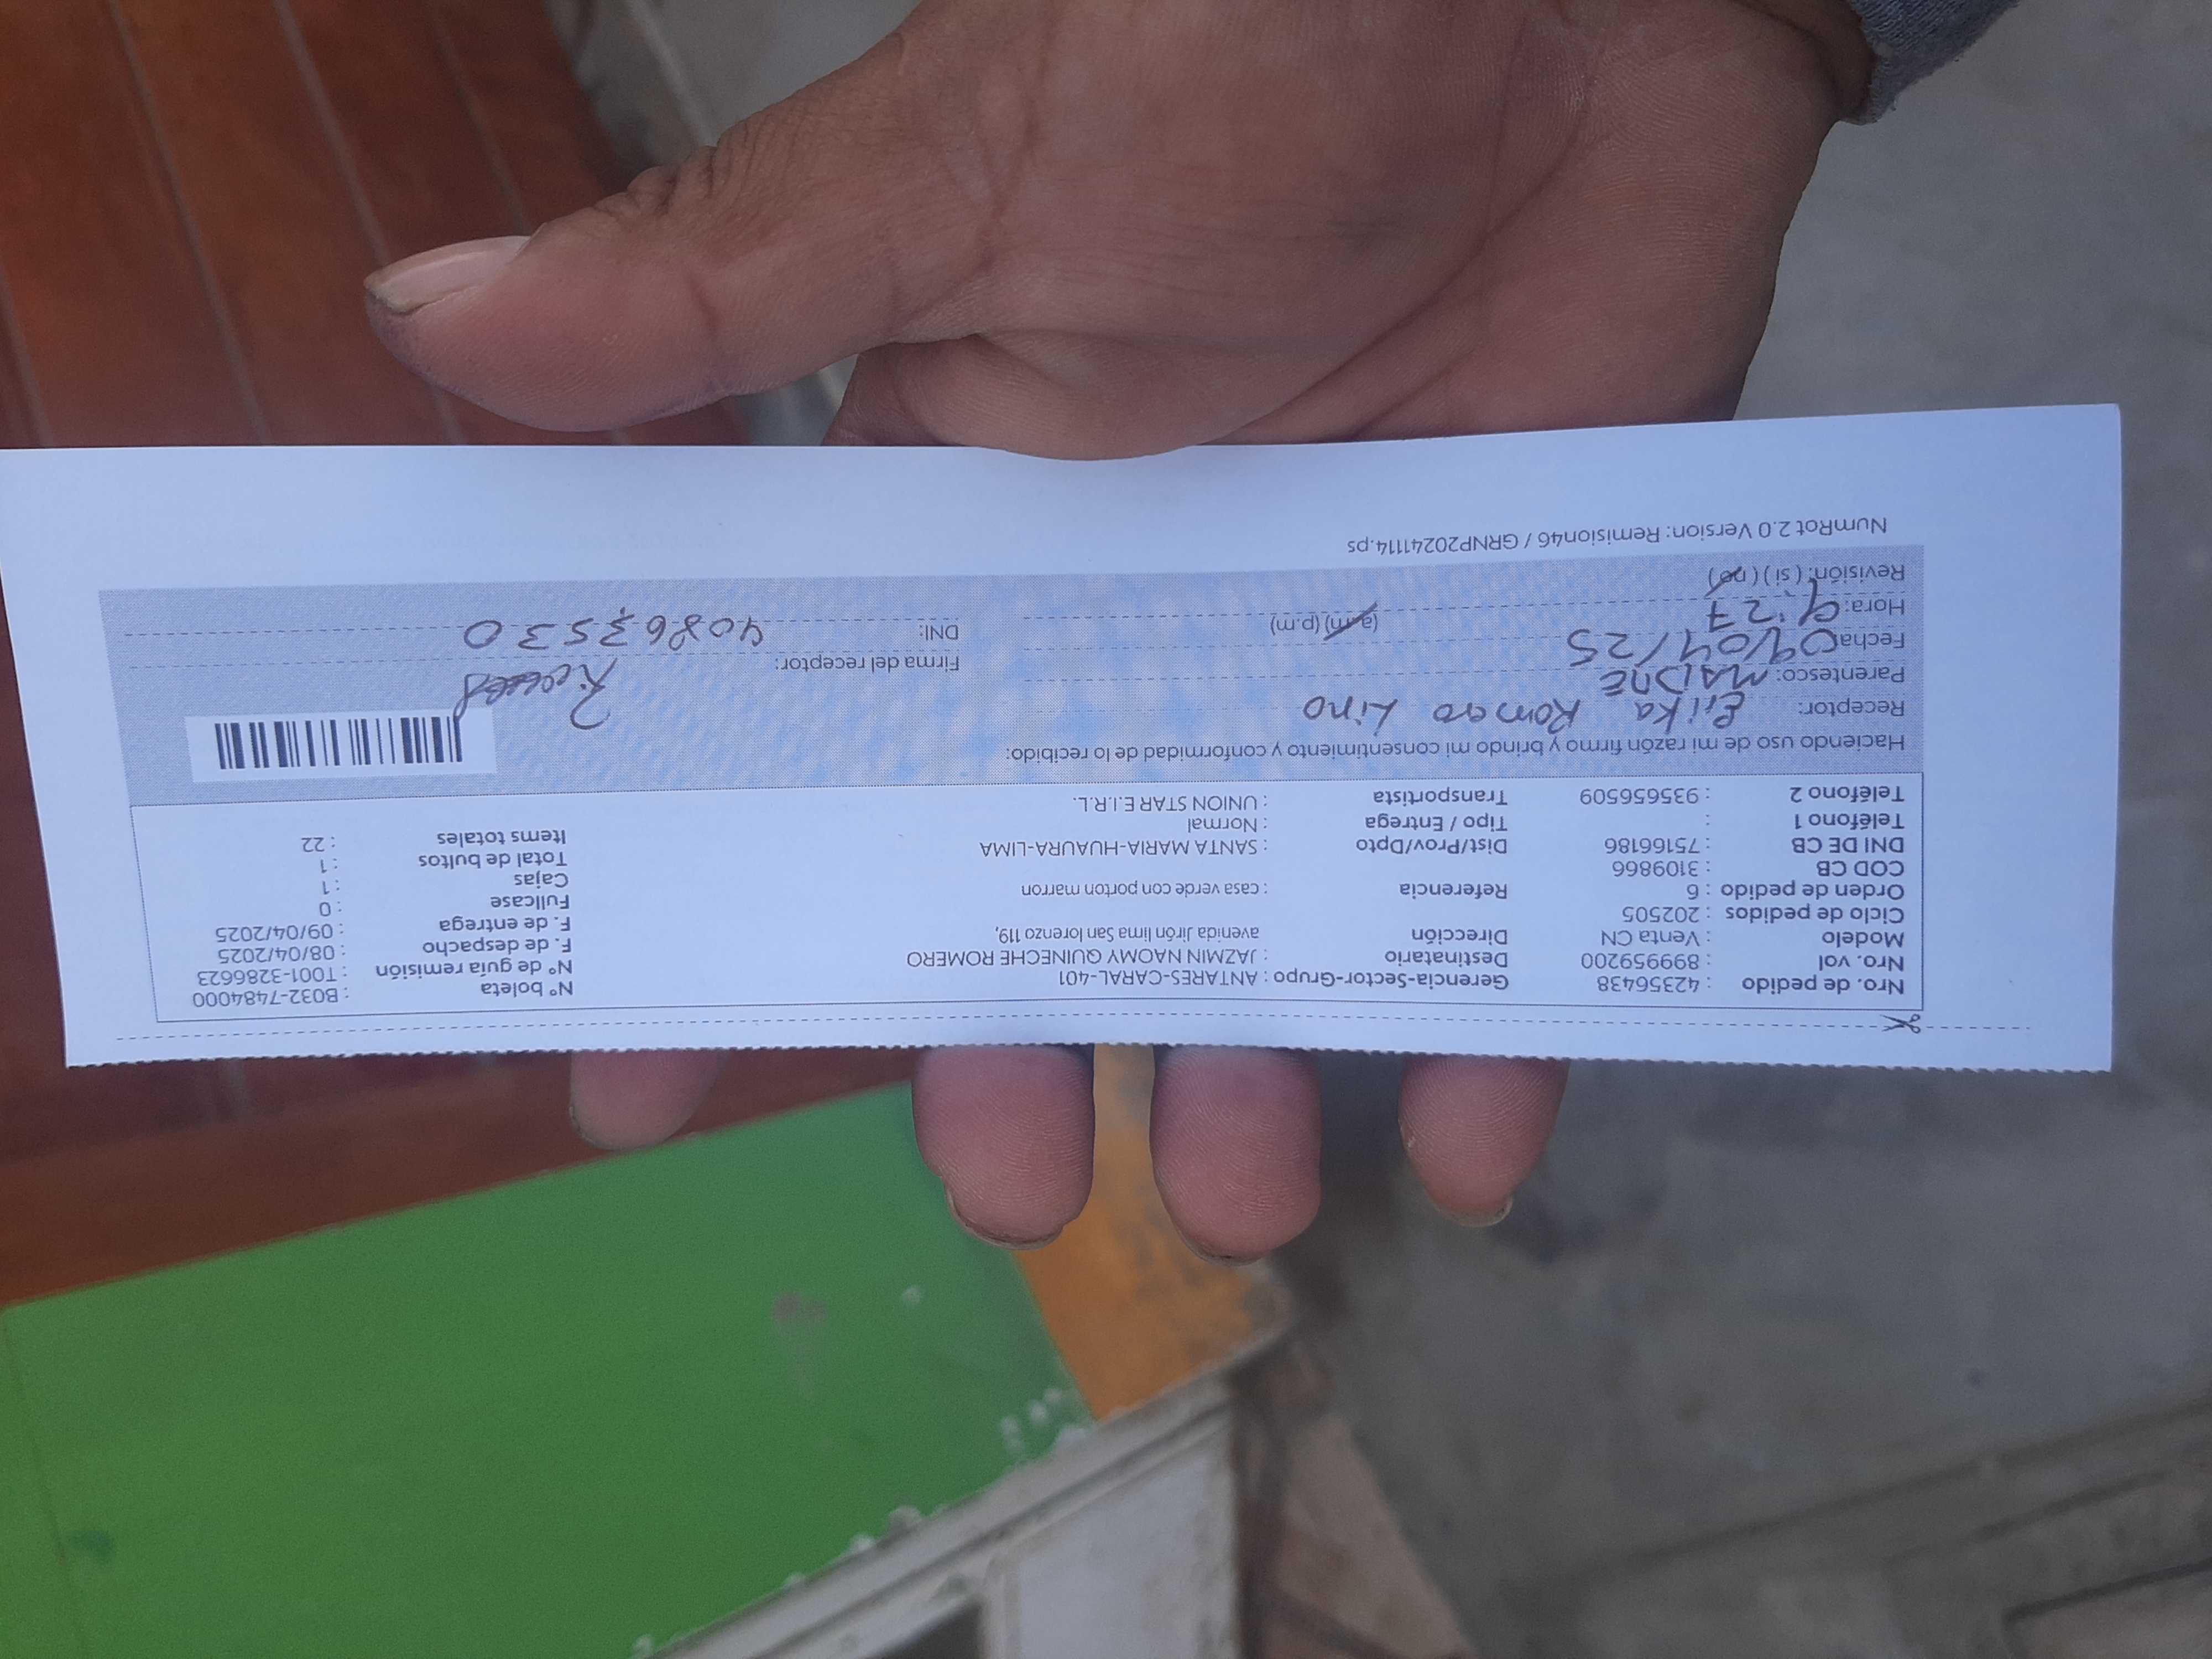 Nro. de pedido : 42356438 Gerencia-Sector-Grupo : ANTARES-CARAL-401 N° boleta : B032-7484000
Nro. vol : 899959200 Destinatario : JAZMIN NAOMY QUINECHE ROMERO N° de guía remisión : T001-3286623
Modelo : Venta CN Dirección avenida Jirón lima San lorenzo 119, F. de despacho : 08/04/2025
Ciclo de pedidos : 202505 F. de entrega : 09/04/2025
Orden de pedido : 6 Referencia : casa verde con porton marron Fullcase : 0
COD CB : 3109866 Cajas : 1
DNI DE CB : 75166186 Dist/Prov/Dpto : SANTA MARIA-HUAURA-LIMA Total de bultos : 1
Teléfono 1 : Tipo / Entrega : Normal Items totales : 22
Teléfono 2 : 935656509 Transportista : UNION STAR E.I.R.L.
Haciendo uso de mi razón firmo y brindo mi consentimiento y conformidad de lo recibido:
Receptor: Erika Romero Lino
Parentesco: MADRE Firma del receptor:
Fecha: 09/04/25 DNI: 40867530
Hora: 9:27 (a.m) (p.m)
Revisión: (si) (no)
NumRot 2.0 Version: Remision46 / GRNP20241114.ps